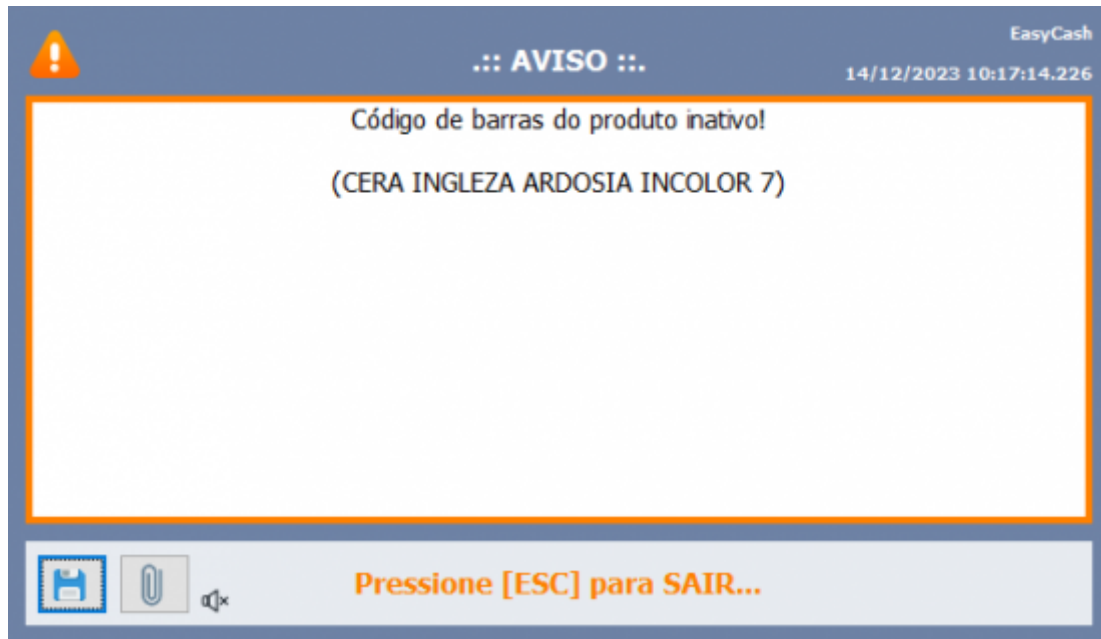 EasyCash
.:: AVISO ::.
14/12/2023 10:17:14.226
Código de barras do produto inativo!
(CERA INGLEZA ARDOSIA INCOLOR 7)
Pressione [ESC] para SAIR...